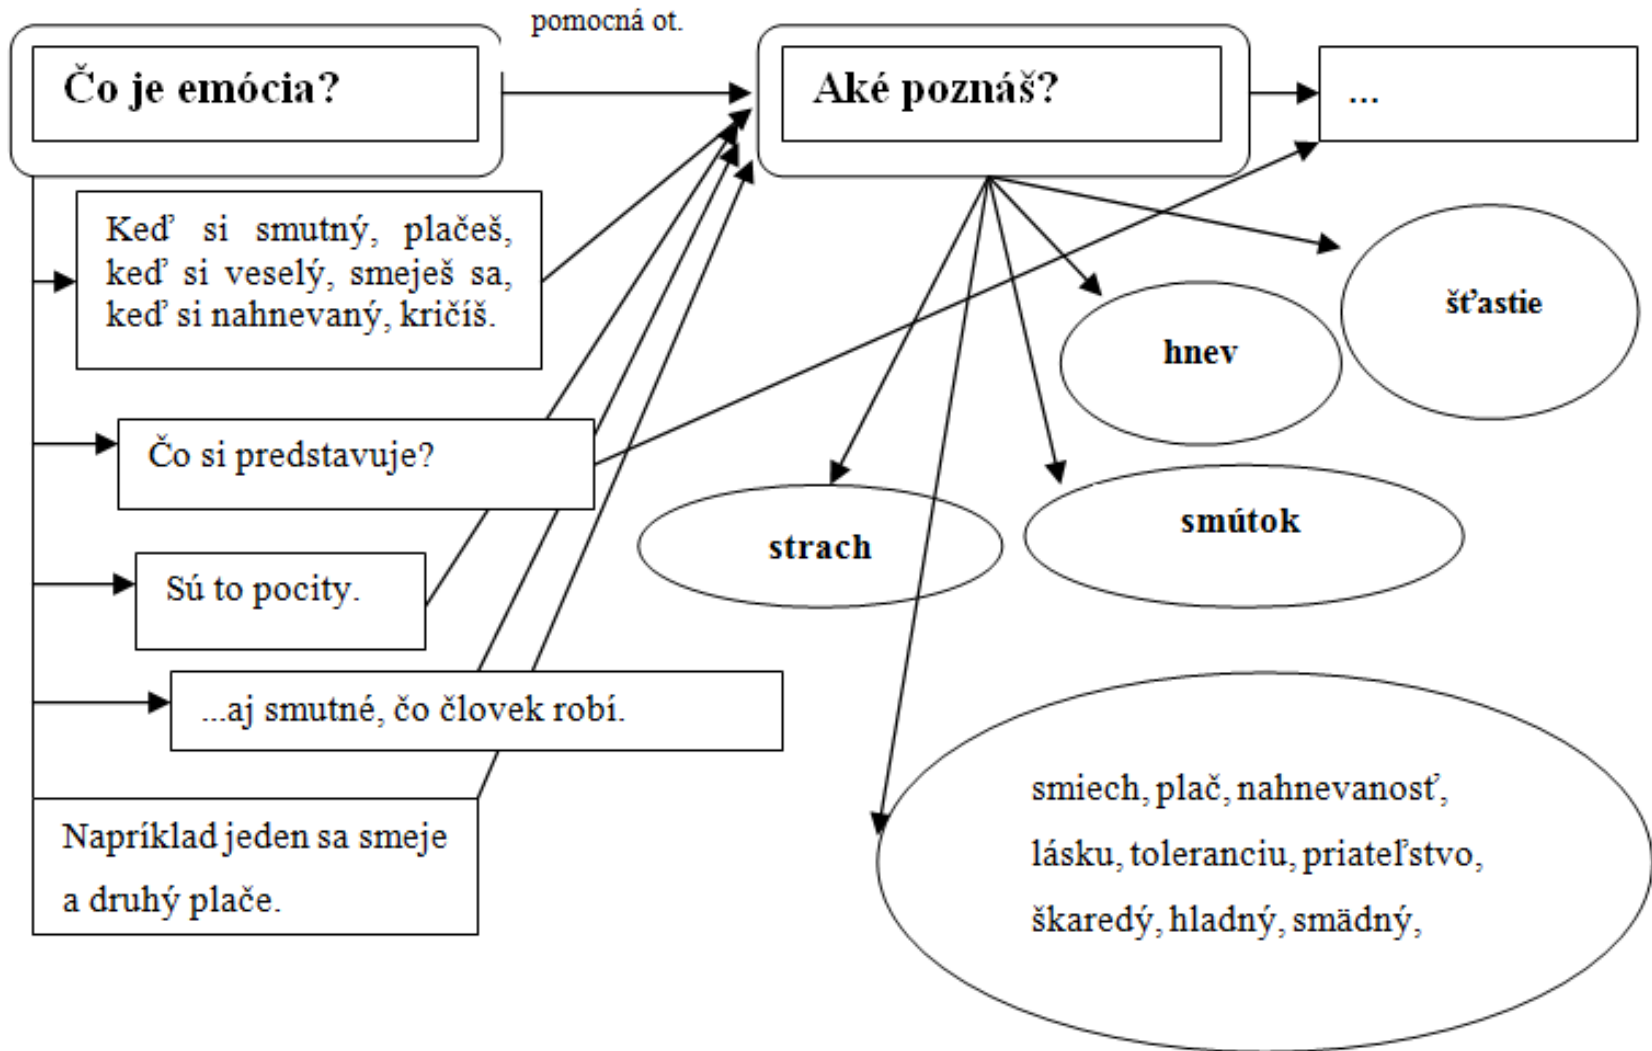 pomocná ot.
Čo je emócia?
Aké poznáš?
...
Keď si smutný, plačeš,
keď si veselý, smeješ sa,
keď si nahnevaný, kričíš.
šťastie
hnev
Čo si predstavuje?
smútok
strach
Sú to pocity.
...aj smutné, čo človek robí.
Napríklad jeden sa smeje
a druhý plače.
smiech, plač, nahnevanosť,
lásku, toleranciu, priateľstvo,
škaredý, hladný, smädný,